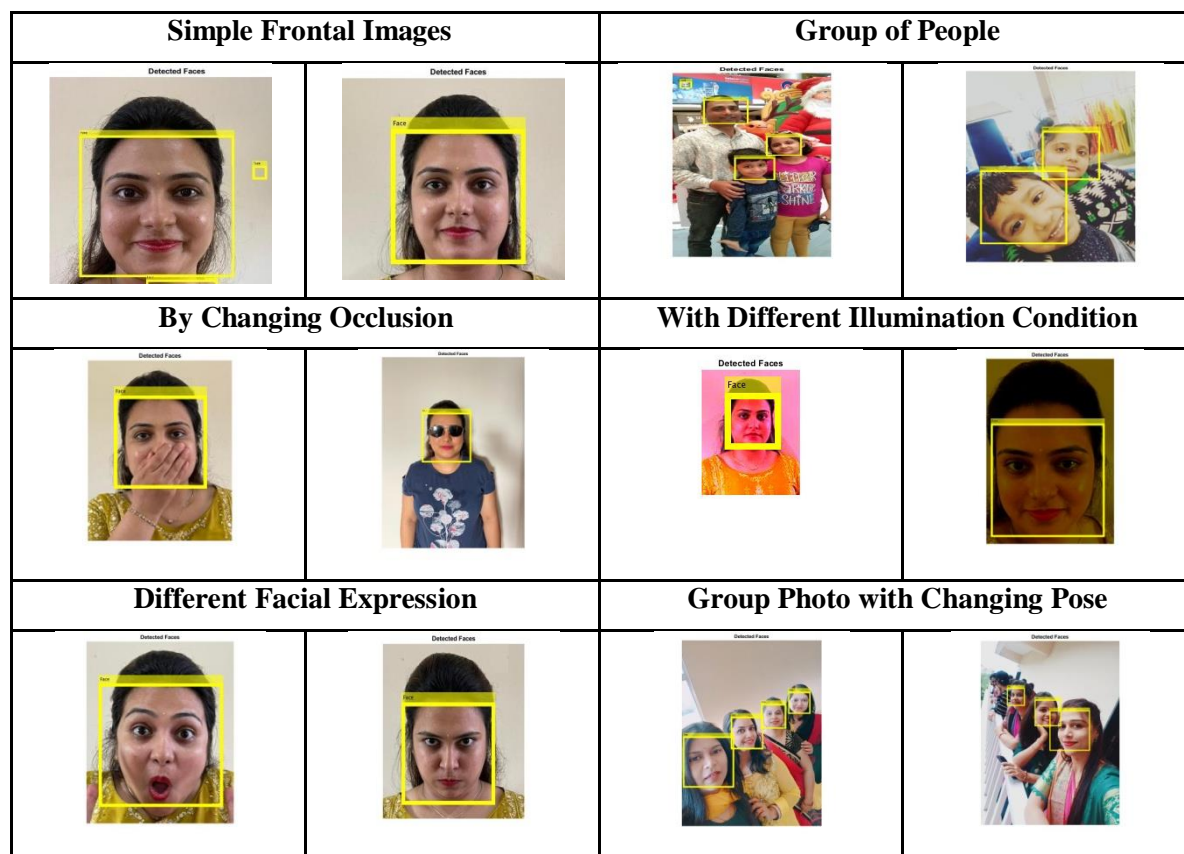 Simple Frontal Images
Group of People
Detected Faces
Detected Faces
Detected Faces
Detected Faces
Face
By Changing Occlusion
With Different Illumination Condition
Detected Faces
Detected Faces
Detected Faces
Detected Faces
Face
Face
Different Facial Expression
Group Photo with Changing Pose
Detected Faces
Detected Faces
Detected Faces
Detected Faces
Face
Face